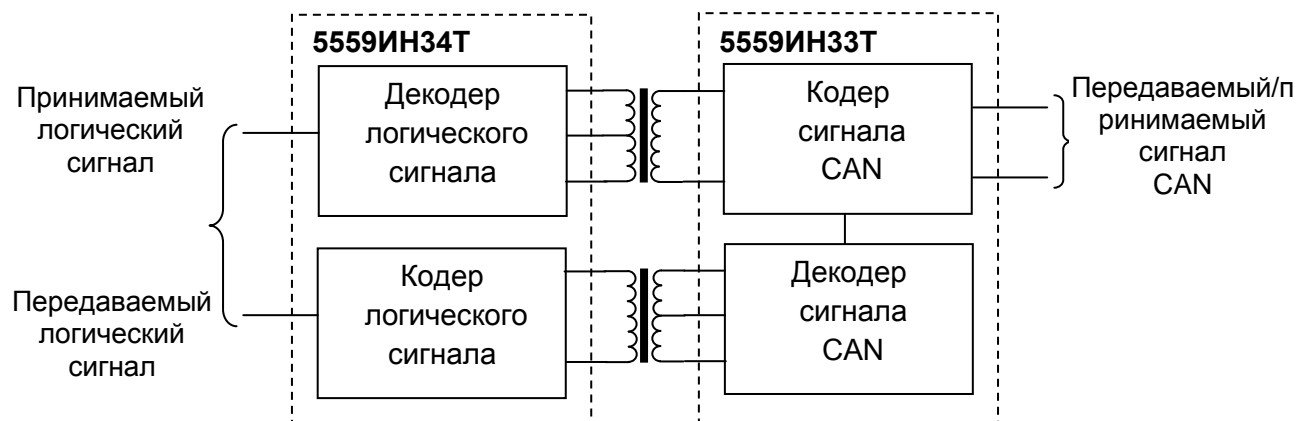 5559ИН34Т
5559ИН33Т
Принимаемый
логический
сигнал
Декодер
логического
сигнала
Кодер
сигнала
CAN
Передаваемый/п
ринимаемый
сигнал
CAN
Передаваемый
логический
сигнал
Кодер
логического
сигнала
Декодер
сигнала
CAN